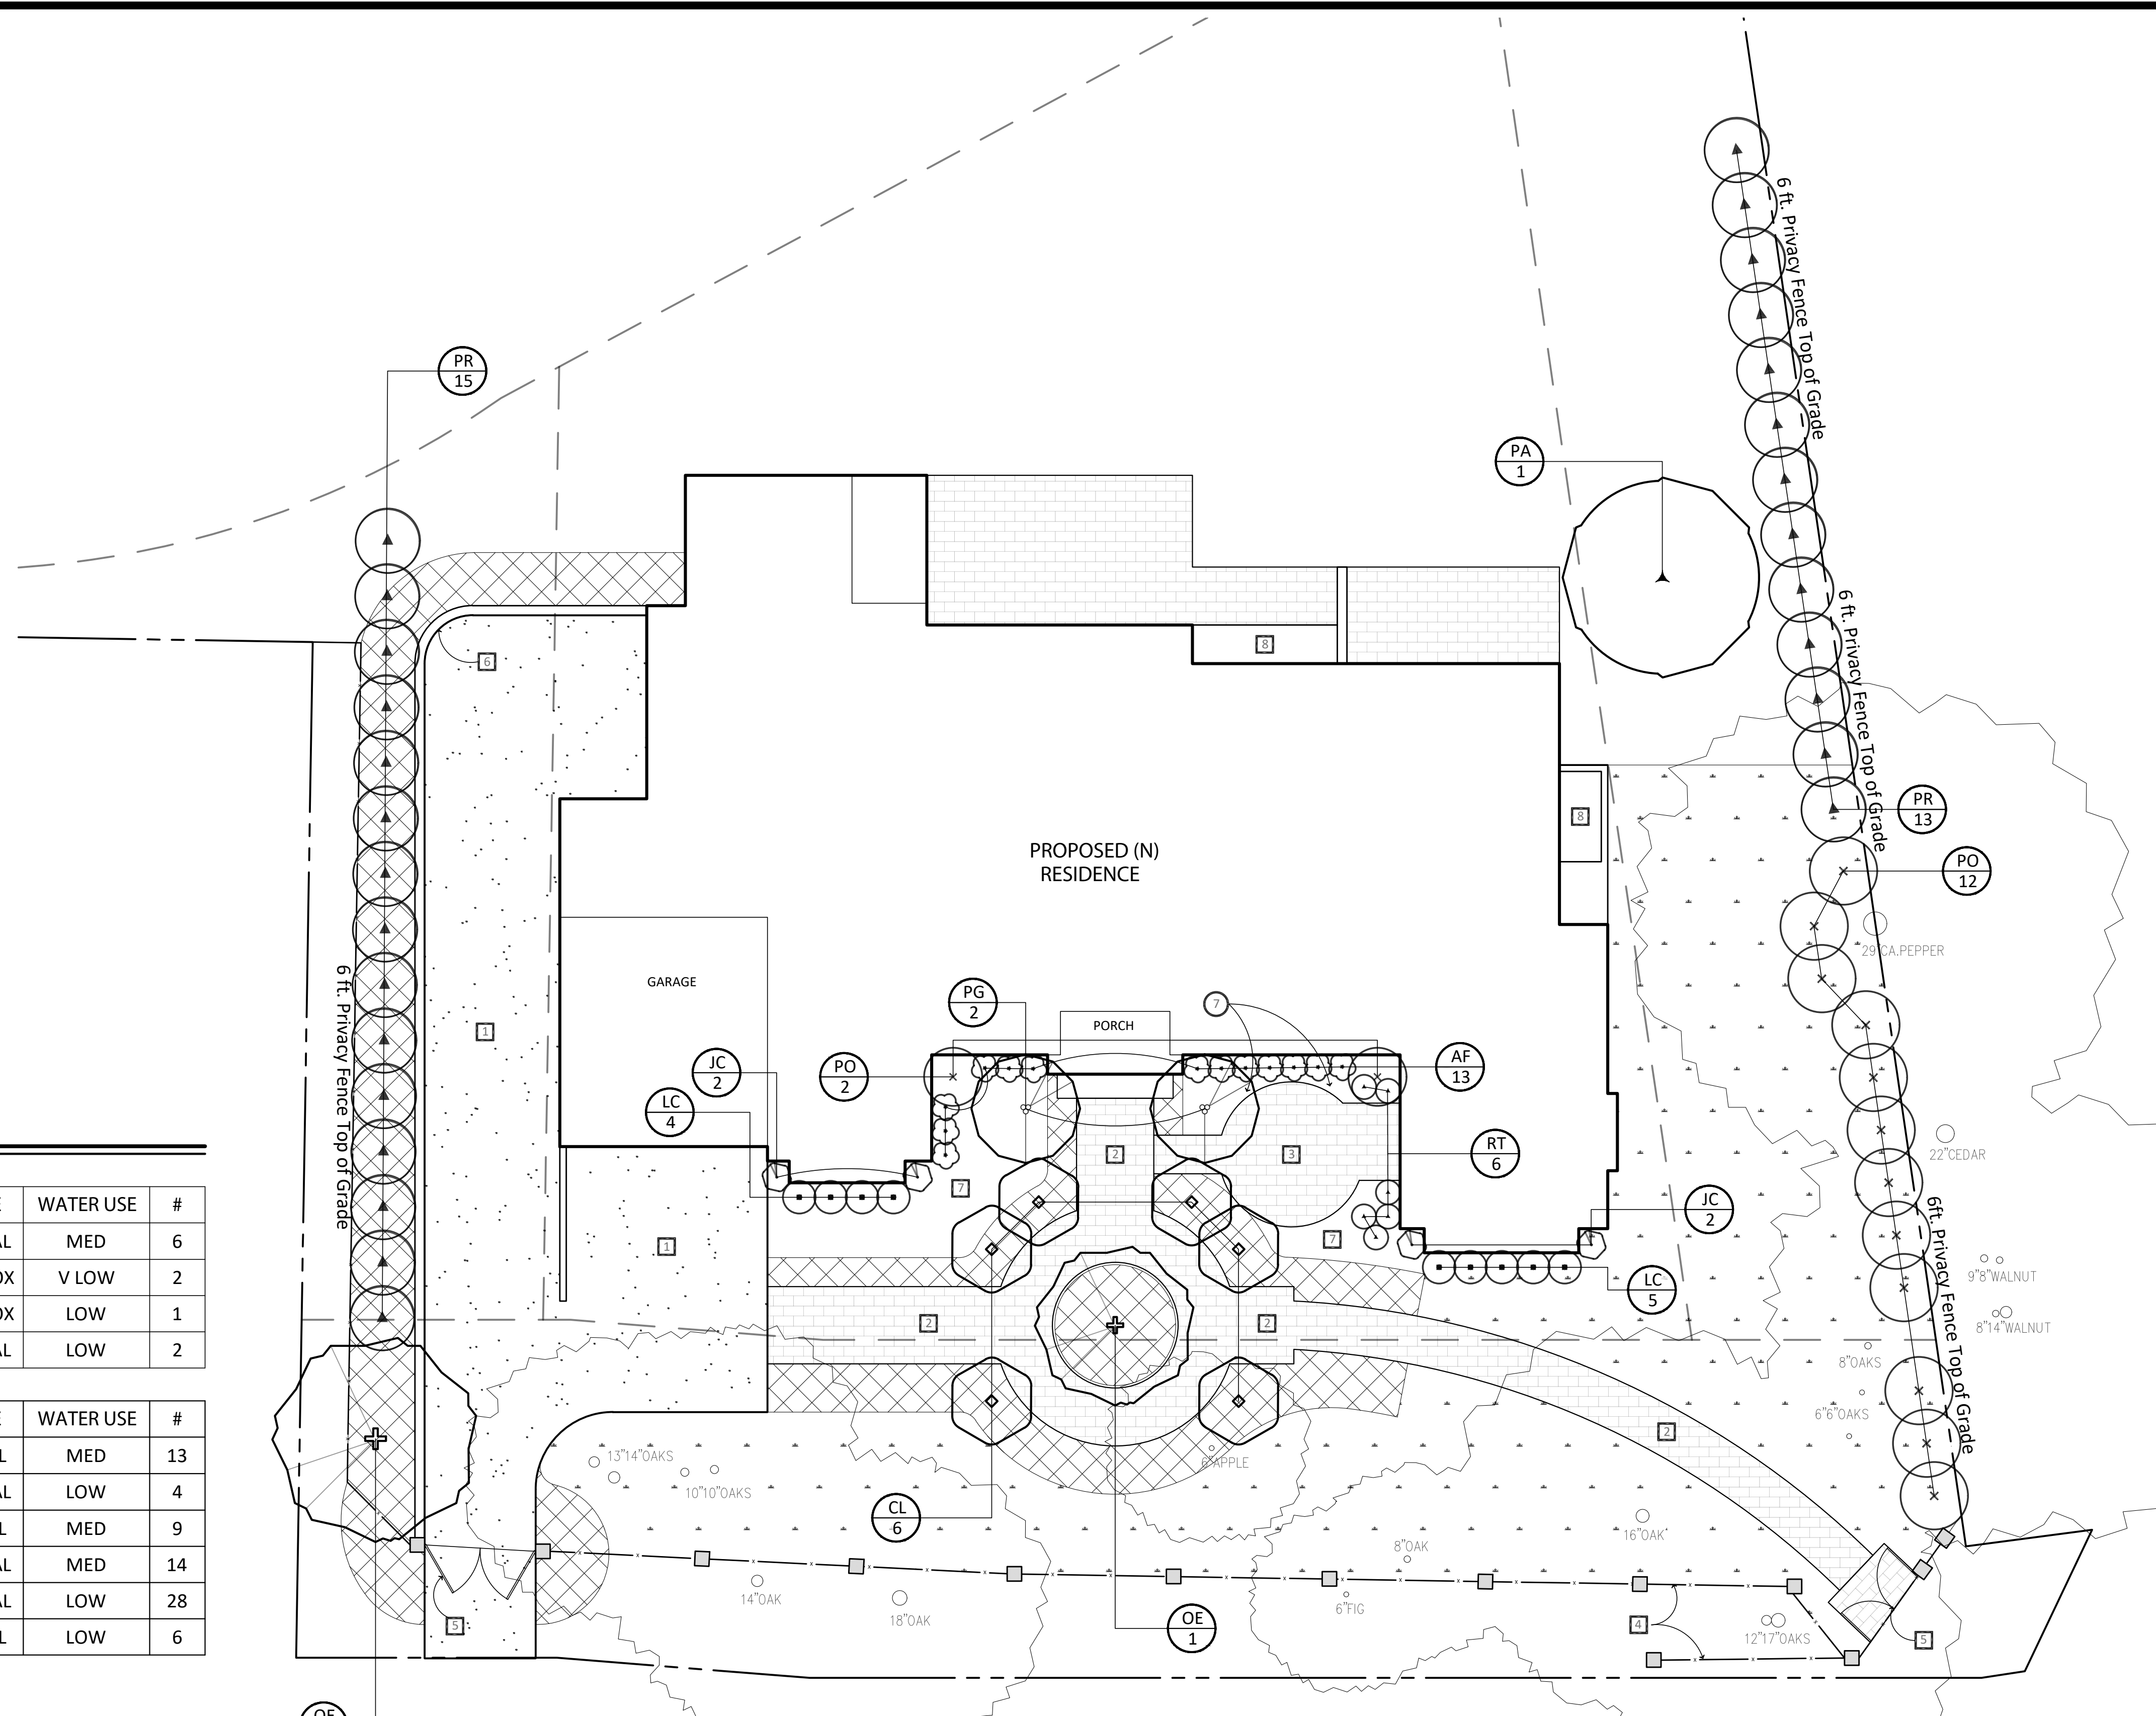 6 ft. Privacy Fence Top of Grade
PR
15
PA
1
6
8
6 ft. Privacy Fence Top of Grade
8
PR
13
PROPOSED (N)
RESIDENCE
PO
12
29"CA.PEPPER
GARAGE
6 ft. Privacy Fence Top of Grade
PG
2
7
PORCH
1
JC
2
PO
2
AF
13
LC
4
2
3
RT
6
22"CEDAR
7
JC
2
1
7
6ft. Privacy Fence Top of Grade
9"8"WALNUT
LC
5
2
2
8"14"WALNUT
8"OAKS
6"6"OAKS
2
13"14"OAKS
6"APPLE
10"10"OAKS
CL
6
16"OAK
8"OAK
14"OAK
18"OAK
6"FIG
5
OE
1
4
12"17"OAKS
5
WATER USE #
MED 6
V LOW 2
LOW 1
LOW 2
WATER USE #
MED 13
LOW 4
MED 9
MED 14
LOW 28
LOW 6